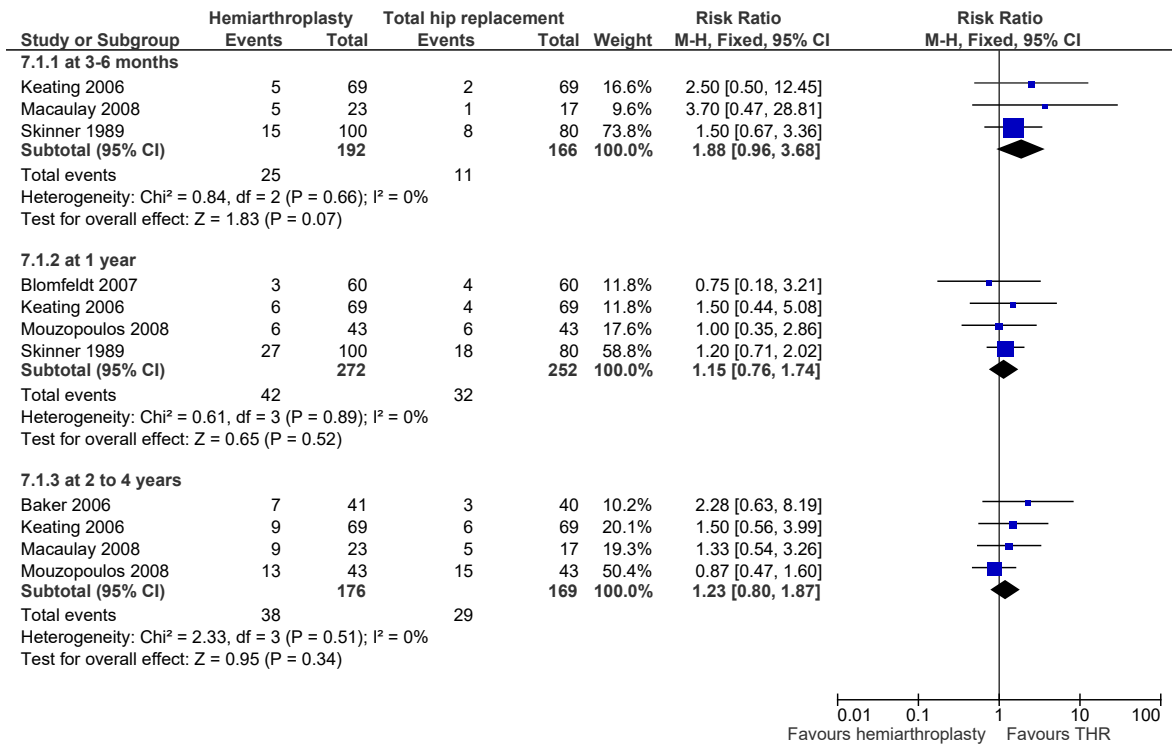 Hemiarthroplasty Total hip replacement Risk Ratio Risk Ratio
Study or Subgroup Events Total Events Total Weight M-H, Fixed, 95% CI M-H, Fixed, 95% CI
7.1.1 at 3-6 months
Keating 2006 5 69 2 69 16.6% 2.50 [0.50, 12.45]
Macaulay 2008 5 23 1 17 9.6% 3.70 [0.47, 28.81]
Skinner 1989 15 100 8 80 73.8% 1.50 [0.67, 3.36]
Subtotal (95% CI) 192 166 100.0% 1.88 [0.96, 3.68]
Total events 25 11
Heterogeneity: Chi² = 0.84, df = 2 (P = 0.66); I² = 0%
Test for overall effect: Z = 1.83 (P = 0.07)
7.1.2 at 1 year
Blomfeldt 2007 3 60 4 60 11.8% 0.75 [0.18, 3.21]
Keating 2006 6 69 4 69 11.8% 1.50 [0.44, 5.08]
Mouzopoulos 2008 6 43 6 43 17.6% 1.00 [0.35, 2.86]
Skinner 1989 27 100 18 80 58.8% 1.20 [0.71, 2.02]
Subtotal (95% CI) 272 252 100.0% 1.15 [0.76, 1.74]
Total events 42 32
Heterogeneity: Chi² = 0.61, df = 3 (P = 0.89); I² = 0%
Test for overall effect: Z = 0.65 (P = 0.52)
7.1.3 at 2 to 4 years
Baker 2006 7 41 3 40 10.2% 2.28 [0.63, 8.19]
Keating 2006 9 69 6 69 20.1% 1.50 [0.56, 3.99]
Macaulay 2008 9 23 5 17 19.3% 1.33 [0.54, 3.26]
Mouzopoulos 2008 13 43 15 43 50.4% 0.87 [0.47, 1.60]
Subtotal (95% CI) 176 169 100.0% 1.23 [0.80, 1.87]
Total events 38 29
Heterogeneity: Chi² = 2.33, df = 3 (P = 0.51); I² = 0%
Test for overall effect: Z = 0.95 (P = 0.34)
0.01 0.1 1 10 100
Favours hemiarthroplasty Favours THR